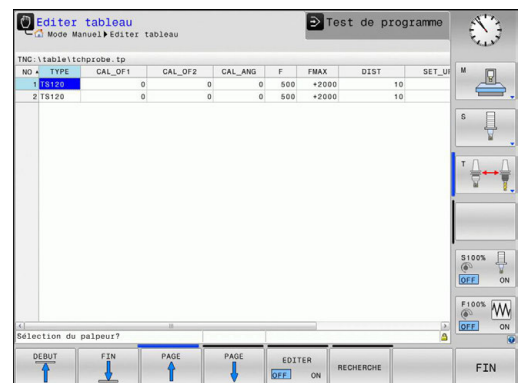 Editer tableau
Test de programme
Mode Manuel Editer tableau
TNC:\table\tchprobe.tp
NO TYPE CAL_OF1 CAL_OF2 CAL_ANG F FMAX DIST SET_UP
1 TS120 0 0 0 500 +2000 10
2 TS120 0 0 0 500 +2000 10
M
S
T
S100%
OFF ON
F100%
OFF ON
Sélection du palpeur?
DEBUT
FIN
PAGE
PAGE
EDITER
OFF ON
RECHERCHE
FIN